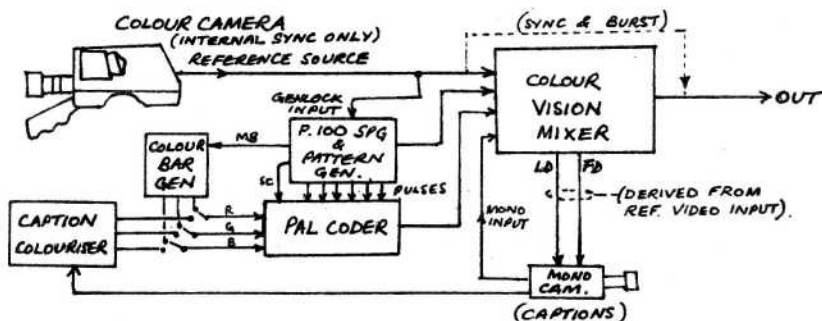 COLOUR CAMERA
(INTERNAL SYNC ONLY)
REFERENCE SOURCE
(SYNC & BURST)
GENLOCK
INPUT
COLOUR
VISION
MIXER
OUT
MB
P.100 SPG
&
PATTERN
GEN.
COLOUR
BAR
GEN
SC
PULSES
LD
FD
(DERIVED FROM
REF. VIDEO INPUT).
MONO
INPUT
R
G
B
PAL CODER
CAPTION
COLOURISER
MONO
CAM.
(CAPTIONS)